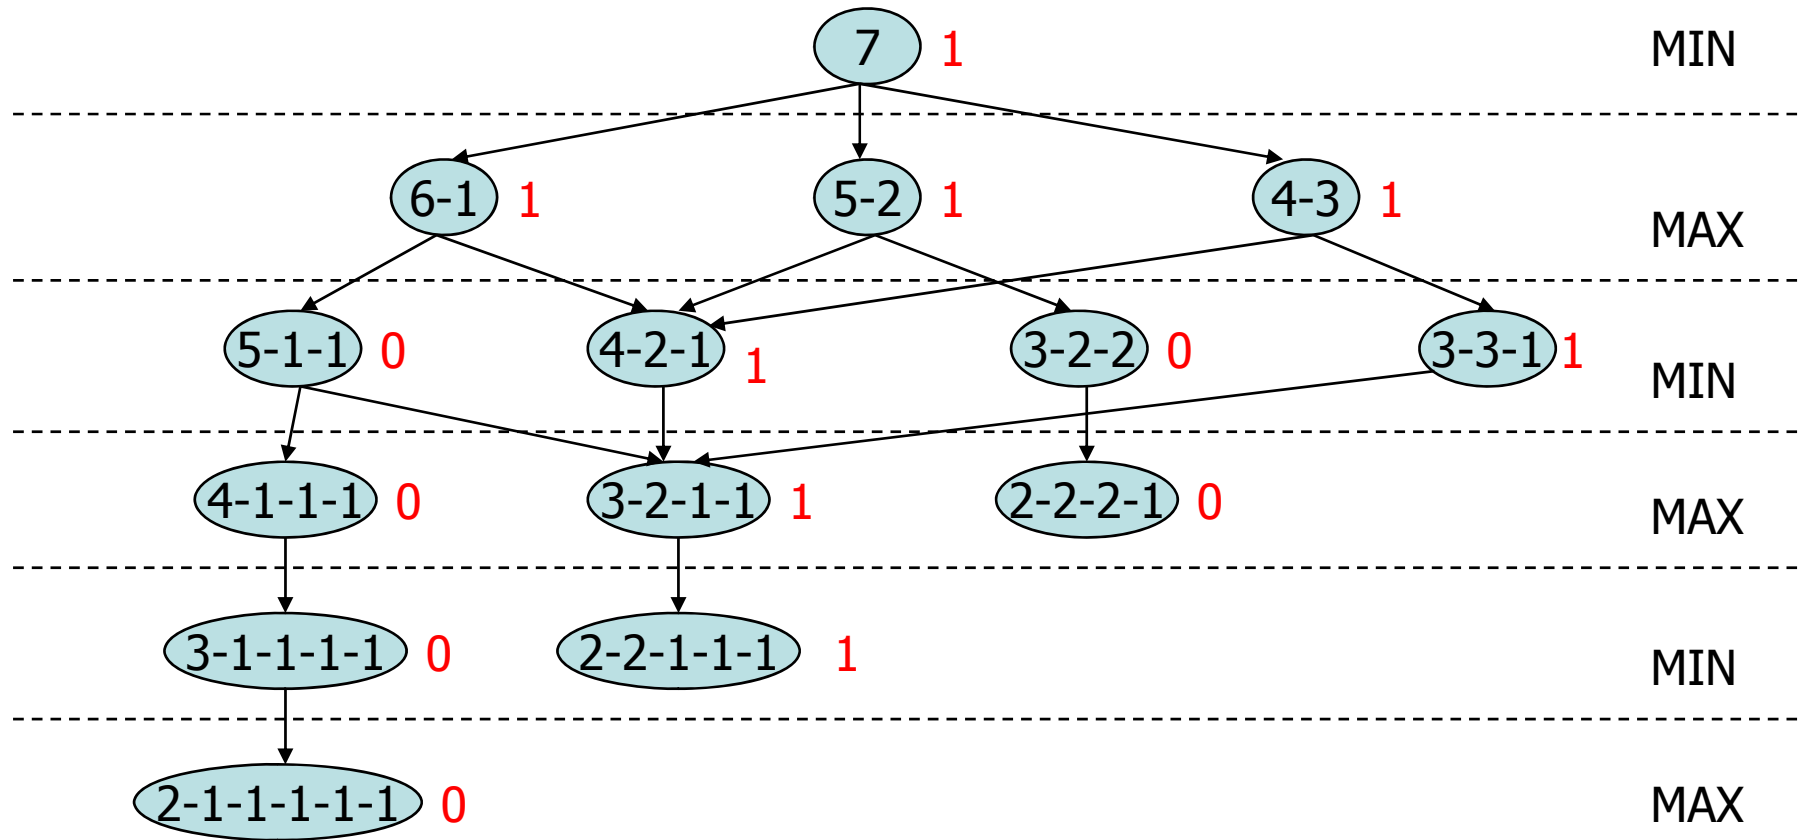 7 1 MIN
6-1 1 5-2 1 4-3 1 MAX
5-1-1 0 4-2-1 1 3-2-2 0 3-3-1 1 MIN
4-1-1-1 0 3-2-1-1 1 2-2-2-1 0 MAX
3-1-1-1-1 0 2-2-1-1-1 1 MIN
2-1-1-1-1-1 0 MAX